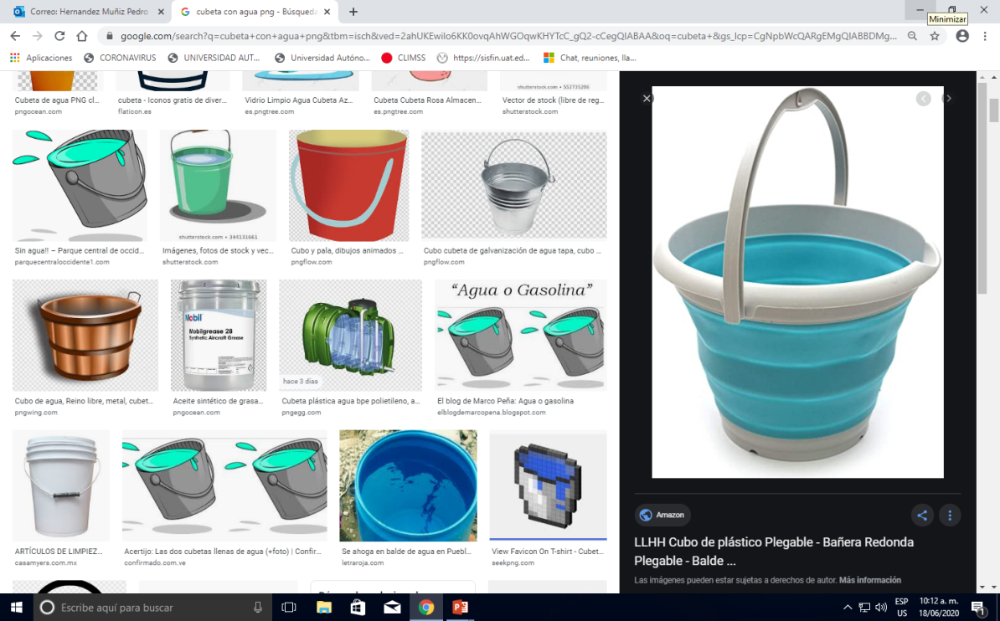 Correo: Hernandez Muñiz Pedro
cubeta con agua png - Búsqueda
Minimizar
google.com/search?q=cubeta+con+agua+png&tbm=isch&ved=2ahUKEwilo6KK0ovqAhWGOqwKHYTcC_gQ2-cCegQIABAA&oq=cubeta+&gs_lcp=CgNpbWcQARgEMgQIABBDMg...
Aplicaciones
CORONAVIRUS
UNIVERSIDAD AUT...
Universidad Autóno...
CLIMSS
https://sisfin.uat.ed...
Chat, reuniones, lla...
shutterstock.com • 552735286
Cubeta de agua PNG cl...
cubeta - Iconos gratis de diver...
Vidrio Limpio Agua Cubeta Az...
Cubeta Cubeta Rosa Almacen...
Vector de stock (libre de reg...
pngocean.com
flaticon.es
es.pngtree.com
es.pngtree.com
shutterstock.com
shutterstock.com • 344131661
Sin agua!! – Parque central de occid...
Imágenes, fotos de stock y vec...
Cubo y pala, dibujos animados ...
Cubo cubeta de galvanización de agua tapa, cubo ...
parquecentraloccidente1.com
shutterstock.com
pngflow.com
pngflow.com
"Agua o Gasolina"
Mobil
Mobilgrease 28
Synthetic Aircraft Grease
hace 3 días
Cubo de agua, Reino libre, metal, cubet...
Aceite sintético de grasa...
Cubeta plástica agua bpe polietileno, a...
El blog de Marco Peña: Agua o gasolina
pngwing.com
pngocean.com
pngegg.com
elblogdemarcopena.blogspot.com
ARTÍCULOS DE LIMPIEZ...
Acertijo: Las dos cubetas llenas de agua (+foto) | Confir...
Se ahoga en balde de agua en Puebl...
View Favicon On T-shirt - Cubet...
casamyers.com.mx
confirmado.com.ve
letraroja.com
seekpng.com
Amazon
LLHH Cubo de plástico Plegable - Bañera Redonda
Plegable - Balde ...
Las imágenes pueden estar sujetas a derechos de autor. Más información
Escribe aquí para buscar
ESP
US
10:12 a. m.
18/06/2020
1